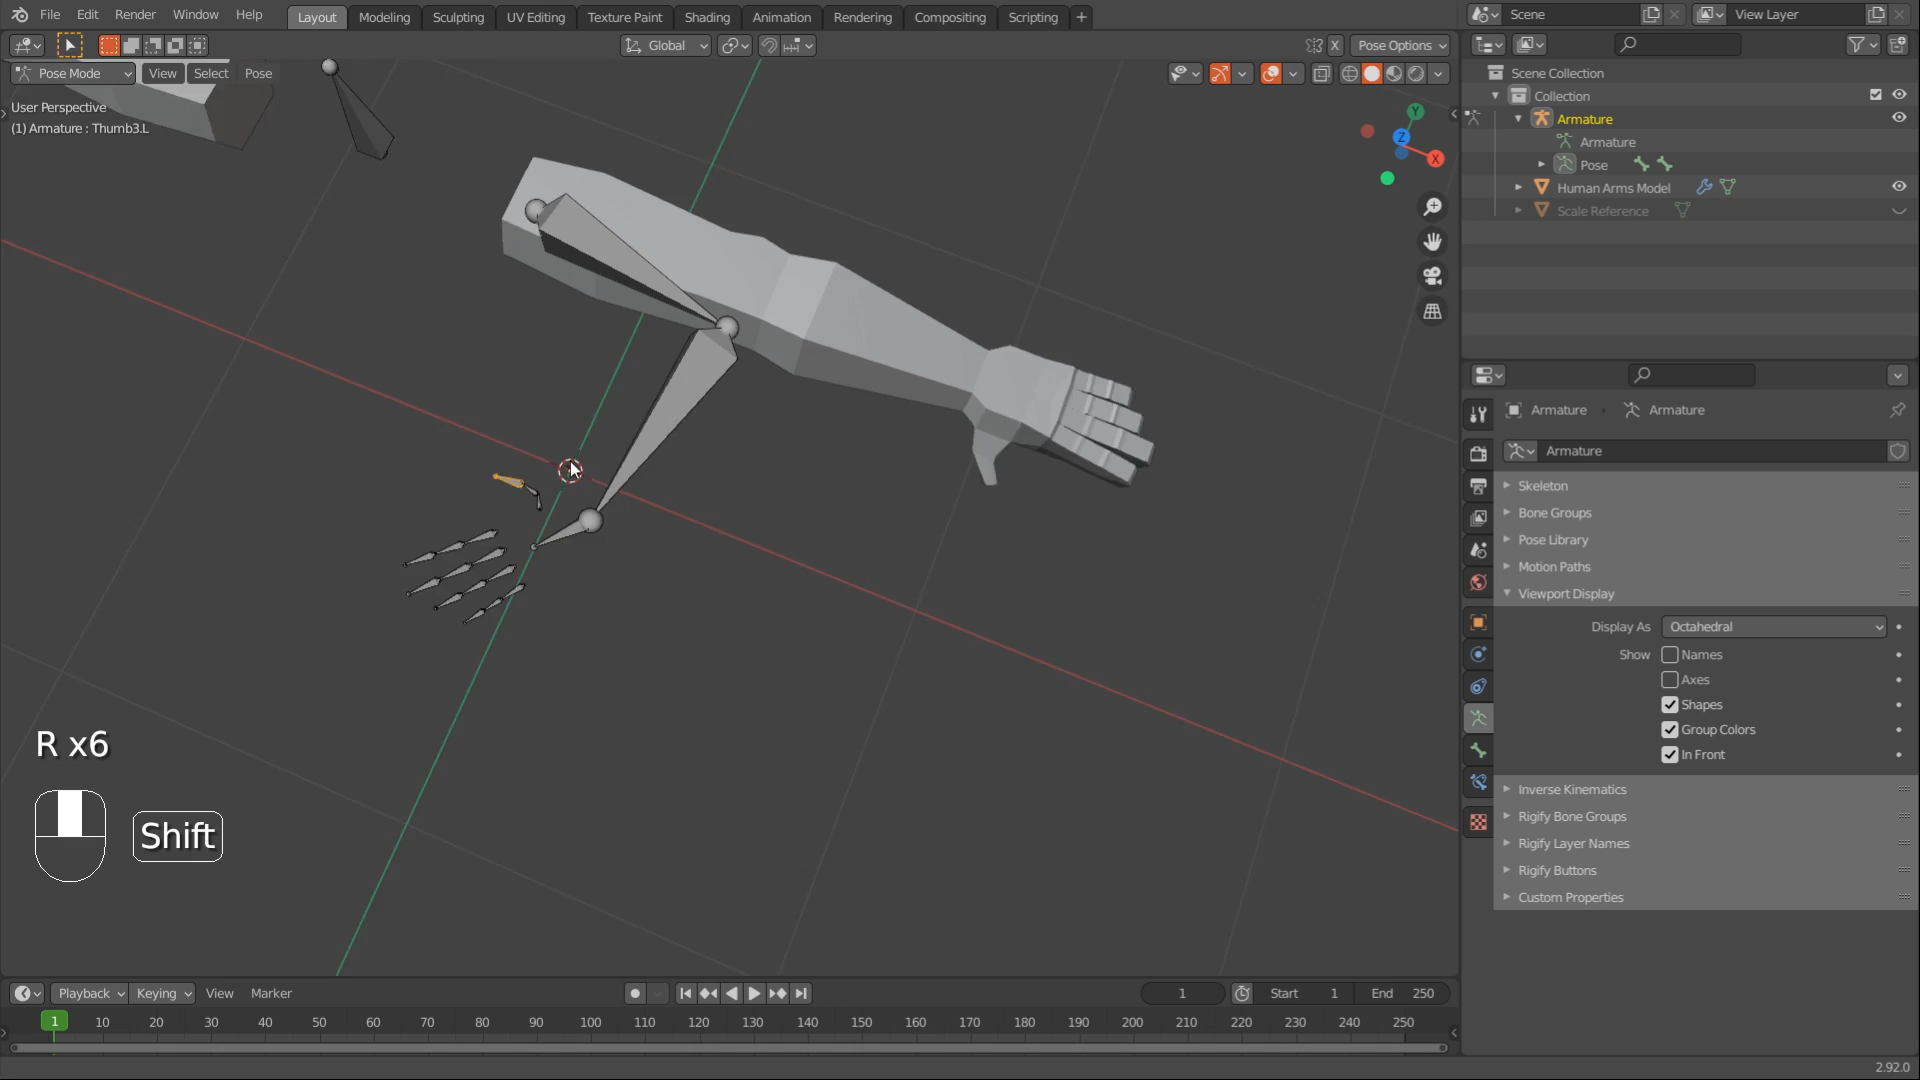 File Edit Render Window Help Layout Modeling Sculpting UV Editing Texture Paint Shading Animation Rendering Compositing Scripting + Scene View Layer
Global X Pose Options
Pose Mode View Select Pose
User Perspective
(1) Armature : Thumb3.L
Y
Z
X
Scene Collection
Collection
Armature
Armature
Pose
Human Arms Model
Scale Reference
Armature › Armature
Armature
Skeleton
Bone Groups
Pose Library
Motion Paths
Viewport Display
Display As Octahedral
Show Names
Axes
Shapes
Group Colors
In Front
Inverse Kinematics
Rigify Bone Groups
Rigify Layer Names
Rigify Buttons
Custom Properties
R x6
Shift
Playback Keying View Marker 1 Start 1 End 250
1 10 20 30 40 50 60 70 80 90 100 110 120 130 140 150 160 170 180 190 200 210 220 230 240 250
2.92.0